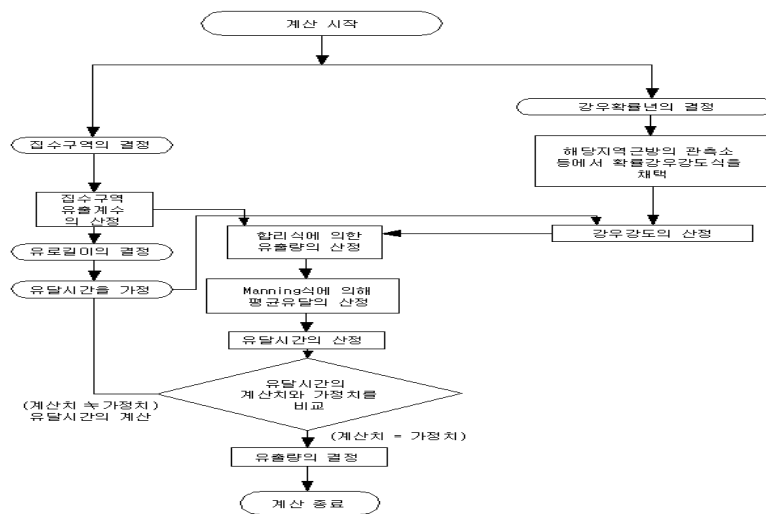 계산 시작
강우확률년의 결정
집수구역의 결정
해당지역근방의 관측소
등에서 확률강우강도식을
채택
집수구역
유출계수
의 산정
합리식에 의한
유출량의 산정
강우강도의 산정
유로길이의 결정
유달시간을 가정
Manning식에 의해
평균유달의 산정
유달시간의 산정
유달시간의
계산치와 가정치를
비교
(계산치 ≒ 가정치)
유달시간의 계산
(계산치 = 가정치)
유출량의 결정
계산 종료